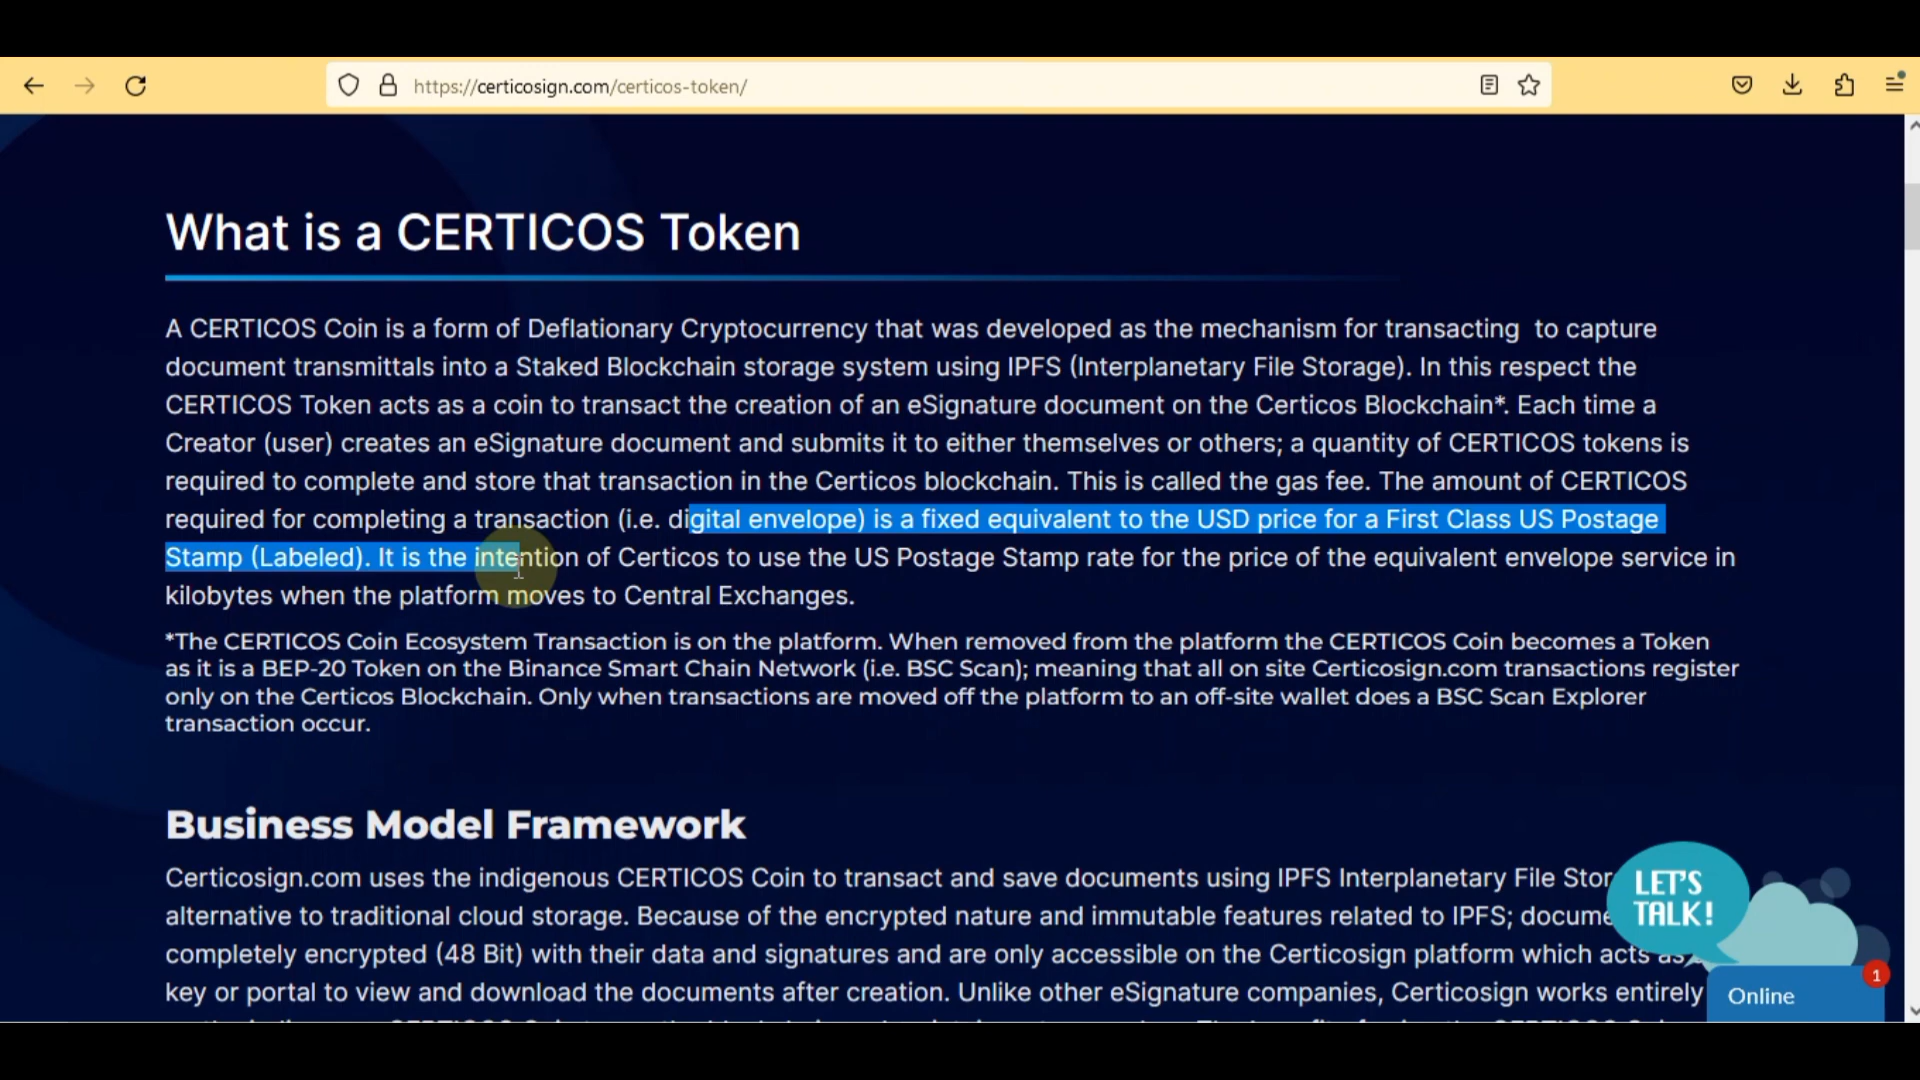 https://certicosign.com/certicos-token/
What is a CERTICOS Token
A CERTICOS Coin is a form of Deflationary Cryptocurrency that was developed as the mechanism for transacting  to capture
document transmittals into a Staked Blockchain storage system using IPFS (Interplanetary File Storage). In this respect the
CERTICOS Token acts as a coin to transact the creation of an eSignature document on the Certicos Blockchain*. Each time a
Creator (user) creates an eSignature document and submits it to either themselves or others; a quantity of CERTICOS tokens is
required to complete and store that transaction in the Certicos blockchain. This is called the gas fee. The amount of CERTICOS
required for completing a transaction (i.e. digital envelope) is a fixed equivalent to the USD price for a First Class US Postage
Stamp (Labeled). It is the intention of Certicos to use the US Postage Stamp rate for the price of the equivalent envelope service in
kilobytes when the platform moves to Central Exchanges.
*The CERTICOS Coin Ecosystem Transaction is on the platform. When removed from the platform the CERTICOS Coin becomes a Token
as it is a BEP-20 Token on the Binance Smart Chain Network (i.e. BSC Scan); meaning that all on site Certicosign.com transactions register
only on the Certicos Blockchain. Only when transactions are moved off the platform to an off-site wallet does a BSC Scan Explorer
transaction occur.
Business Model Framework
Certicosign.com uses the indigenous CERTICOS Coin to transact and save documents using IPFS Interplanetary File
alternative to traditional cloud storage. Because of the encrypted nature and immutable features related to IPFS;
completely encrypted (48 Bit) with their data and signatures and are only accessible on the Certicosign platform which acts
key or portal to view and download the documents after creation. Unlike other eSignature companies, Certicosign works entirely
LET'S
TALK!
1
Online